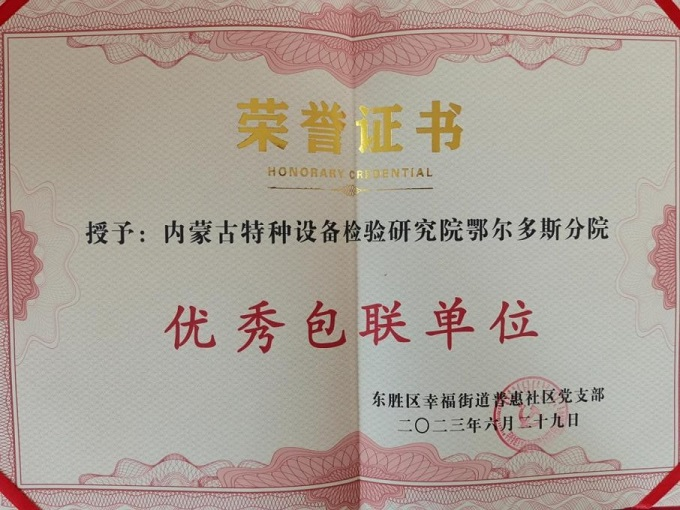 荣誉证书
HONORARY CREDENTIAL
授予：内蒙古特种设备检验研究院鄂尔多斯分院
优秀包联单位
东胜区幸福街道普惠社区党支部
二〇二三年六月二十九日